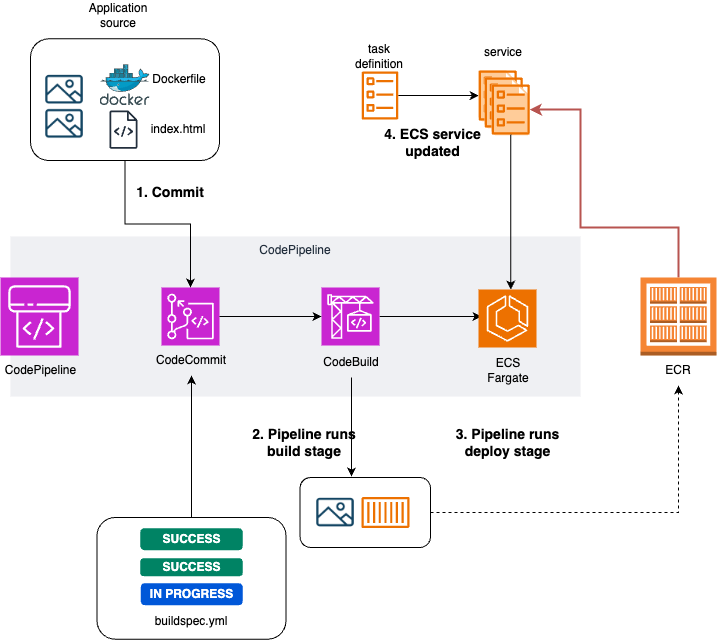 Application
source
Dockerfile
docker
index.html
task
definition
service
4. ECS service
updated
1. Commit
CodePipeline
CodePipeline
CodeCommit
CodeBuild
ECS
Fargate
ECR
2. Pipeline runs
build stage
3. Pipeline runs
deploy stage
SUCCESS
SUCCESS
IN PROGRESS
buildspec.yml